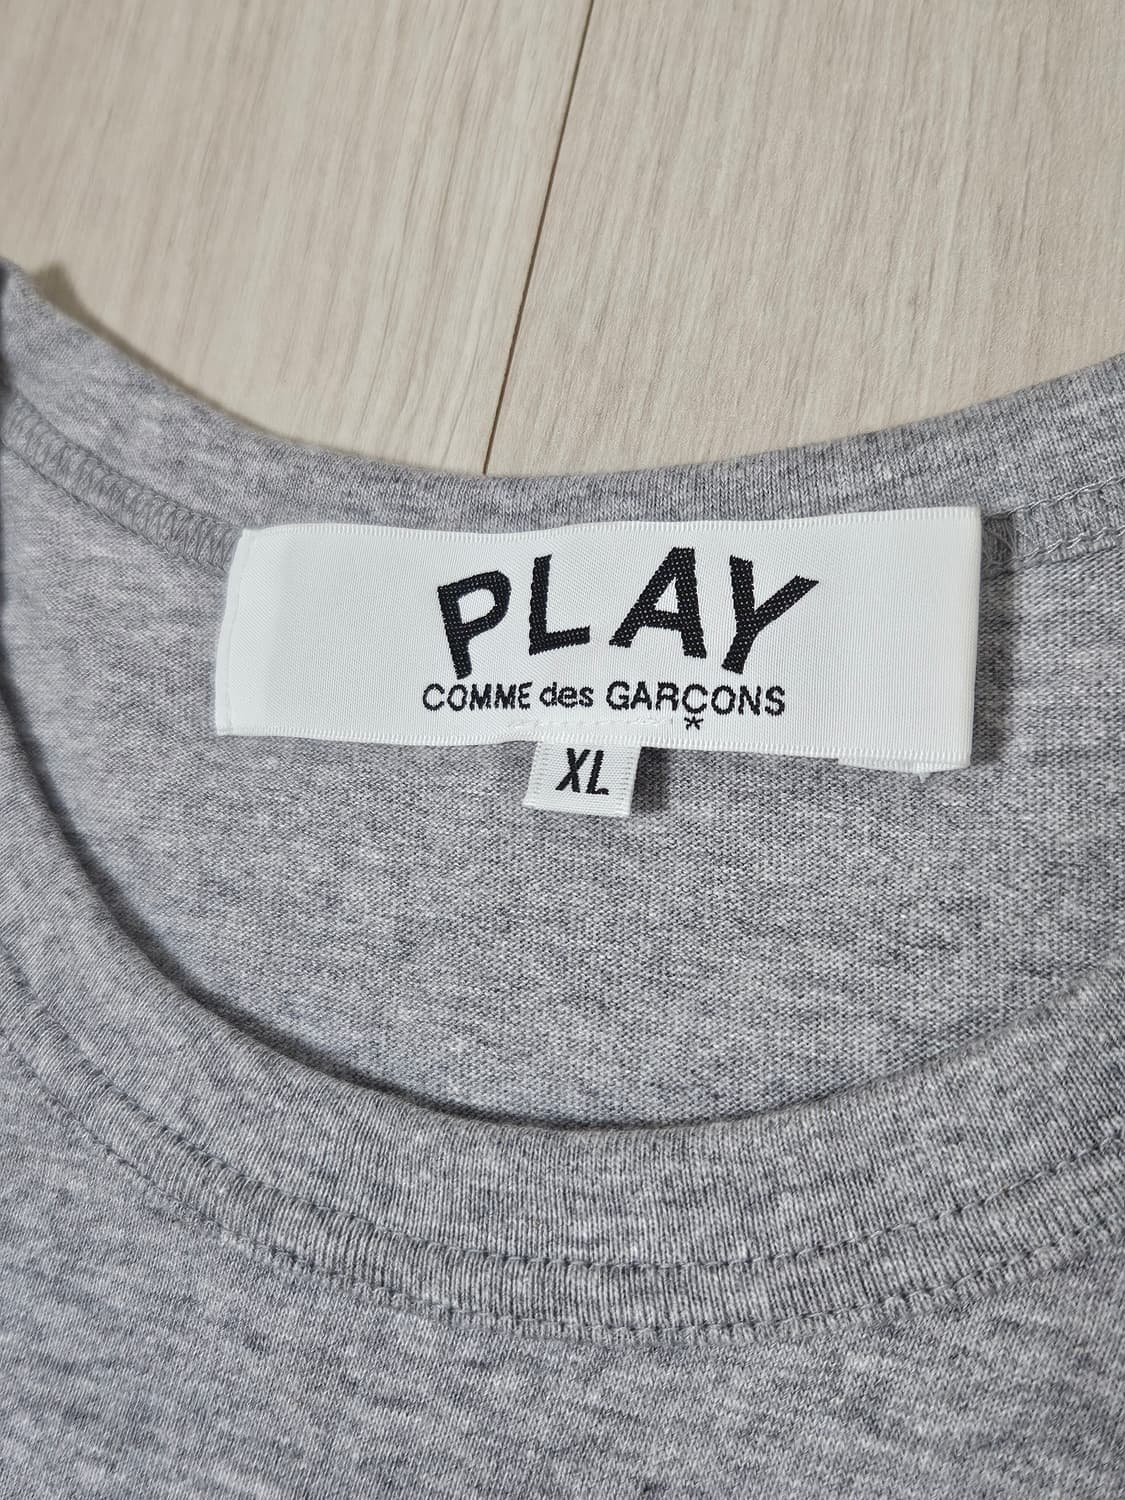 PLAY
COMME des GARÇONS
*
XL